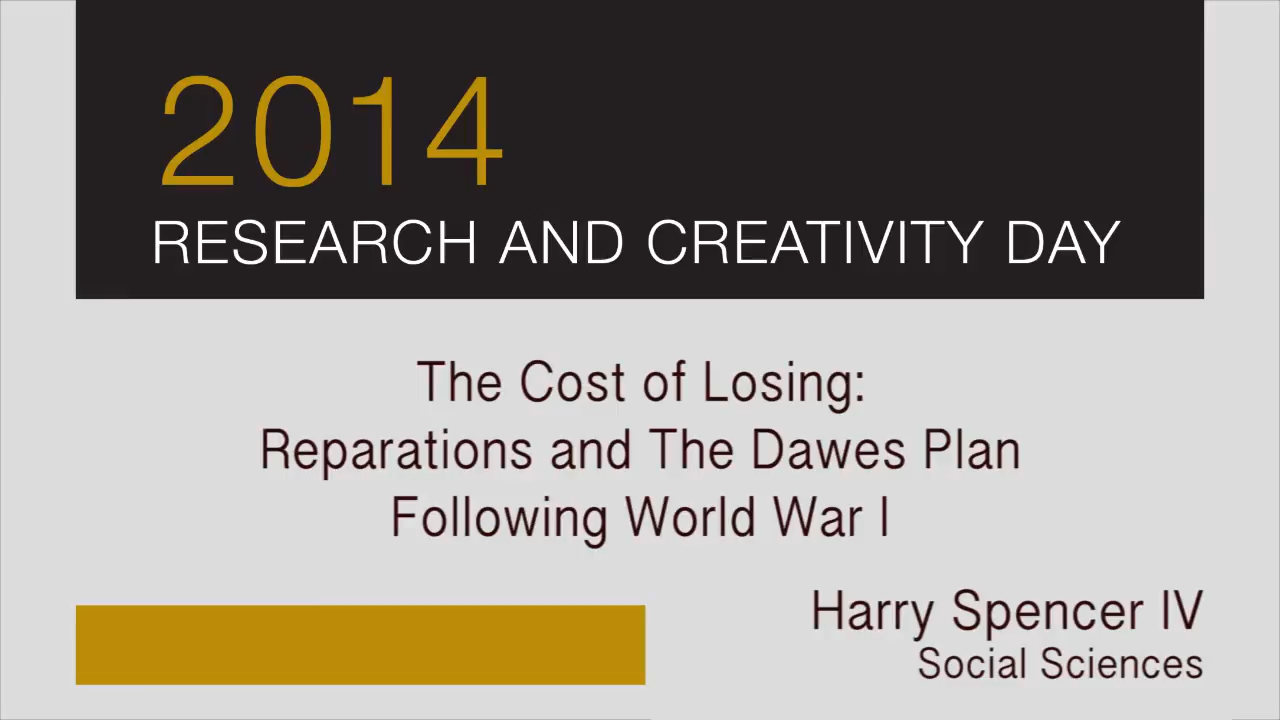 2014
RESEARCH AND CREATIVITY DAY
The Cost of Losing:
Reparations and The Dawes Plan
Following World War I
Harry Spencer IV
Social Sciences